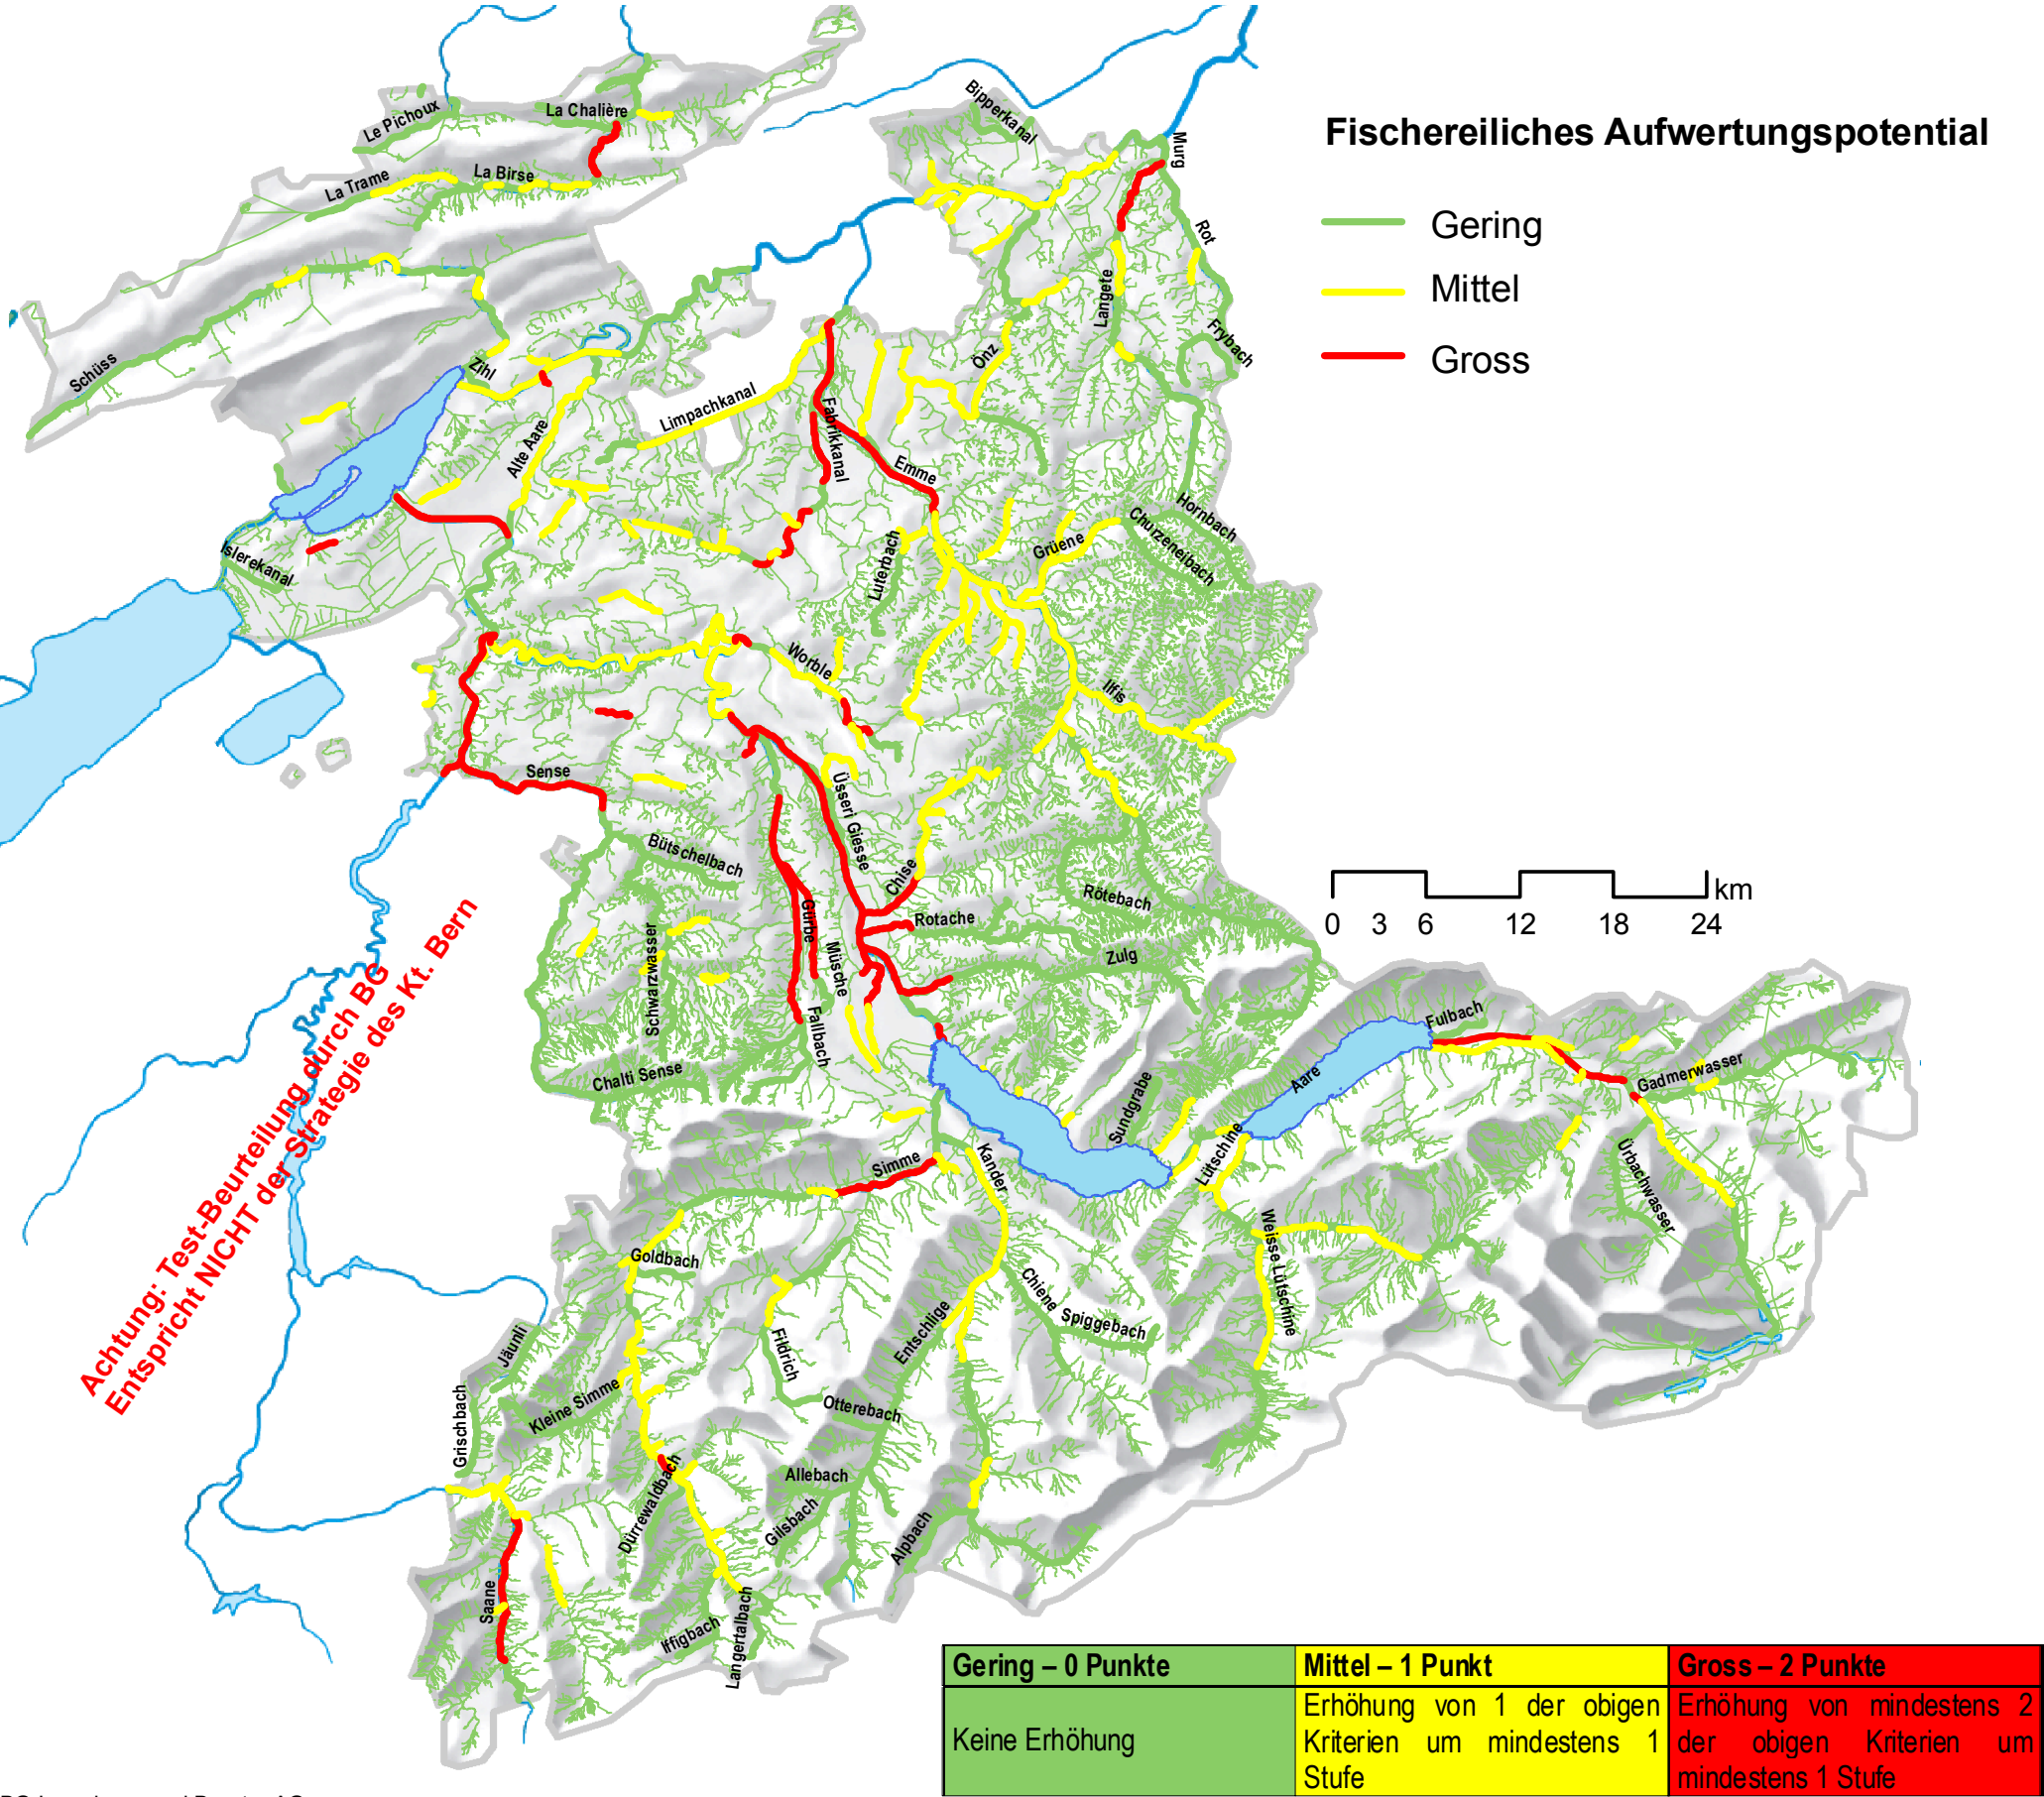 Fischereiliches Aufwertungspotential
Gering
Mittel
Gross
Le Pichoux
La Chalière
La Trame
La Birse
Bipperkanal
Murg
Rot
Langete
Frybach
Önz
Schüss
Zihl
Limpachkanal
Alte Aare
Fabrikkanal
Emme
Hornbach
Churzeneibach
Grüene
Luterbach
Islerekanal
Worble
Ilfis
Sense
Üsseri Giesse
Bütschelbach
Chise
Rötebach
Rotache
Gürbe
Müsche
Zulg
Schwarzwasser
Fallbach
Chalti Sense
km
0 3 6 12 18 24
Achtung: Test-Beurteilung durch BG
Entspricht NICHT der Strategie des Kt. Bern
Fulbach
Aare
Gadmerwasser
Sundgrabe
Lütschine
Ürbachwasser
Simme
Kander
Weisse Lütschine
Goldbach
Chiene
Spiggebach
Entschlige
Fildrich
Jäunli
Kleine Simme
Grischbach
Otterebach
Allebach
Gilsbach
Dürrewaldbach
Alpbach
Saane
Iffigbach
Langertalbach
Gering – 0 Punkte
Mittel – 1 Punkt
Gross – 2 Punkte
Keine Erhöhung
Erhöhung von 1 der obigen
Kriterien um mindestens 1
Stufe
Erhöhung von mindestens 2
der obigen Kriterien um
mindestens 1 Stufe